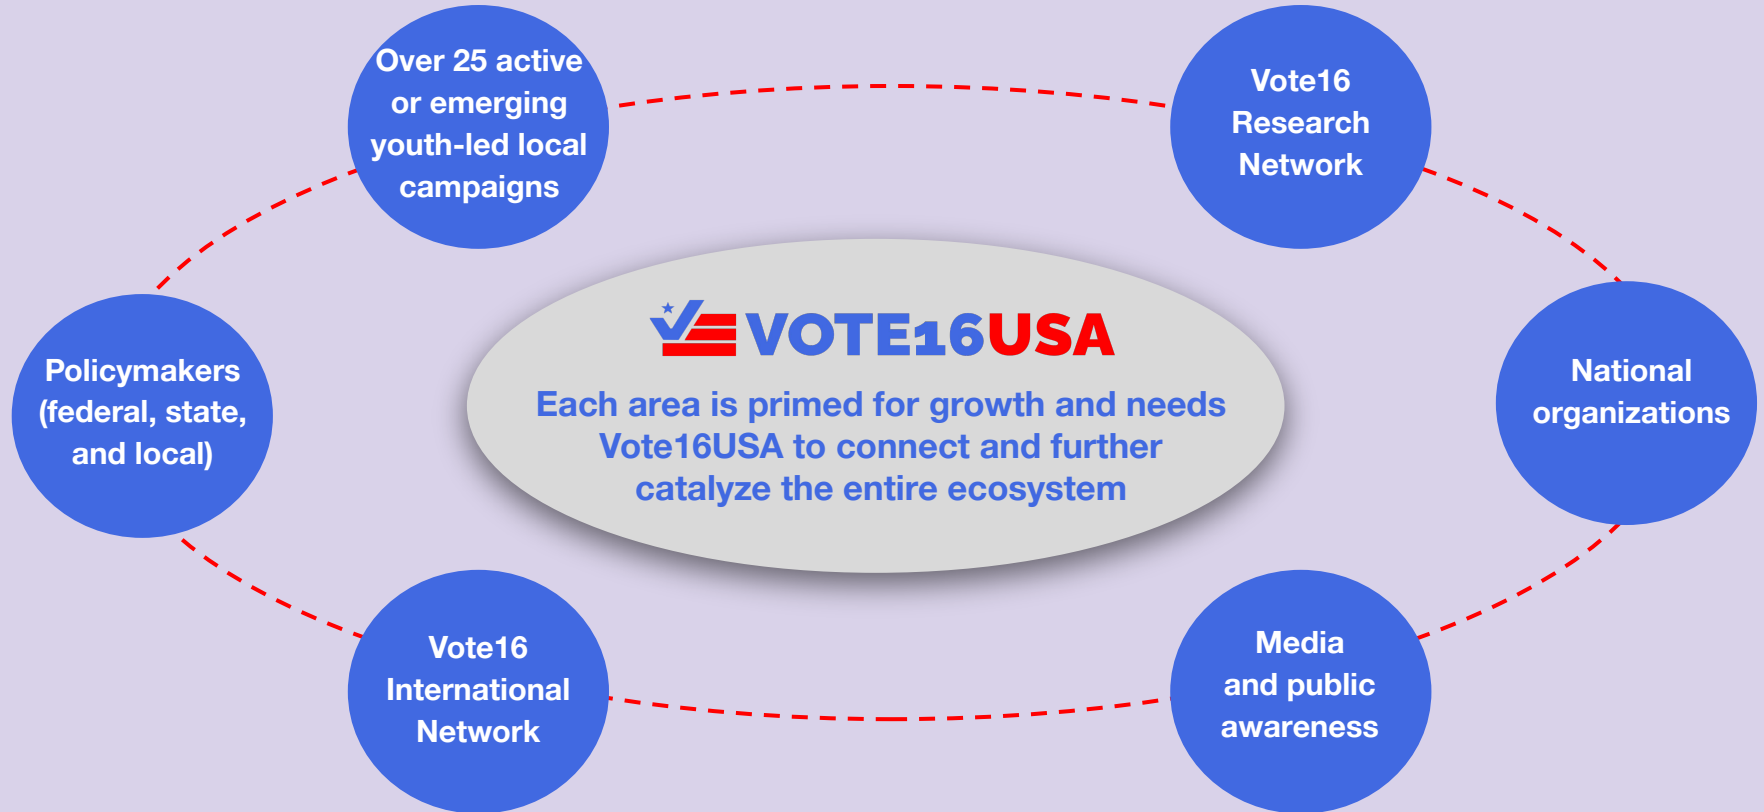 Over 25 active
or emerging
youth-led local
campaigns
Vote16
Research
Network
Policymakers
(federal, state,
and local)
VOTE16USA
Each area is primed for growth and needs
Vote16USA to connect and further
catalyze the entire ecosystem
National
organizations
Vote16
International
Network
Media
and public
awareness